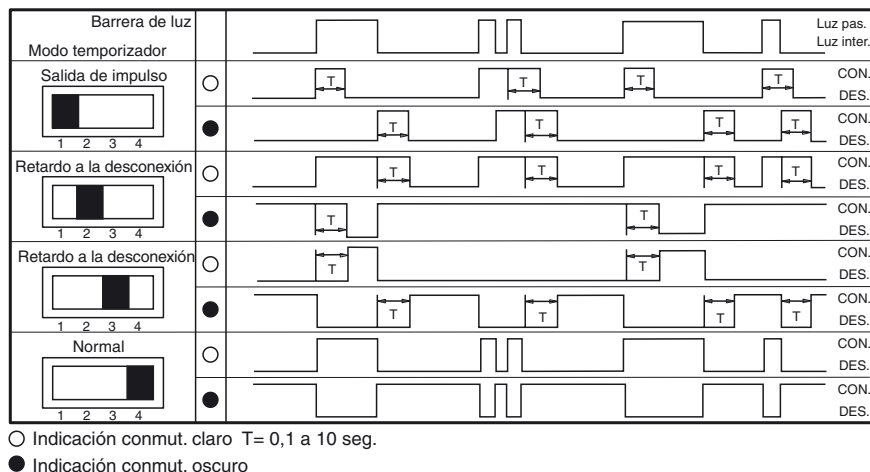 Barrera de luz
Modo temporizador
Luz pas.
Luz inter.
Salida de impulso
1 2 3 4
T T T T
CON.
DES.
T T T T
CON.
DES.
Retardo a la desconexión
1 2 3 4
T T T T
CON.
DES.
T T
CON.
DES.
Retardo a la desconexión
1 2 3 4
T T
CON.
DES.
T T T T
CON.
DES.
Normal
1 2 3 4
CON.
DES.
CON.
DES.
Indicación conmut. claro T= 0,1 a 10 seg.
Indicación conmut. oscuro